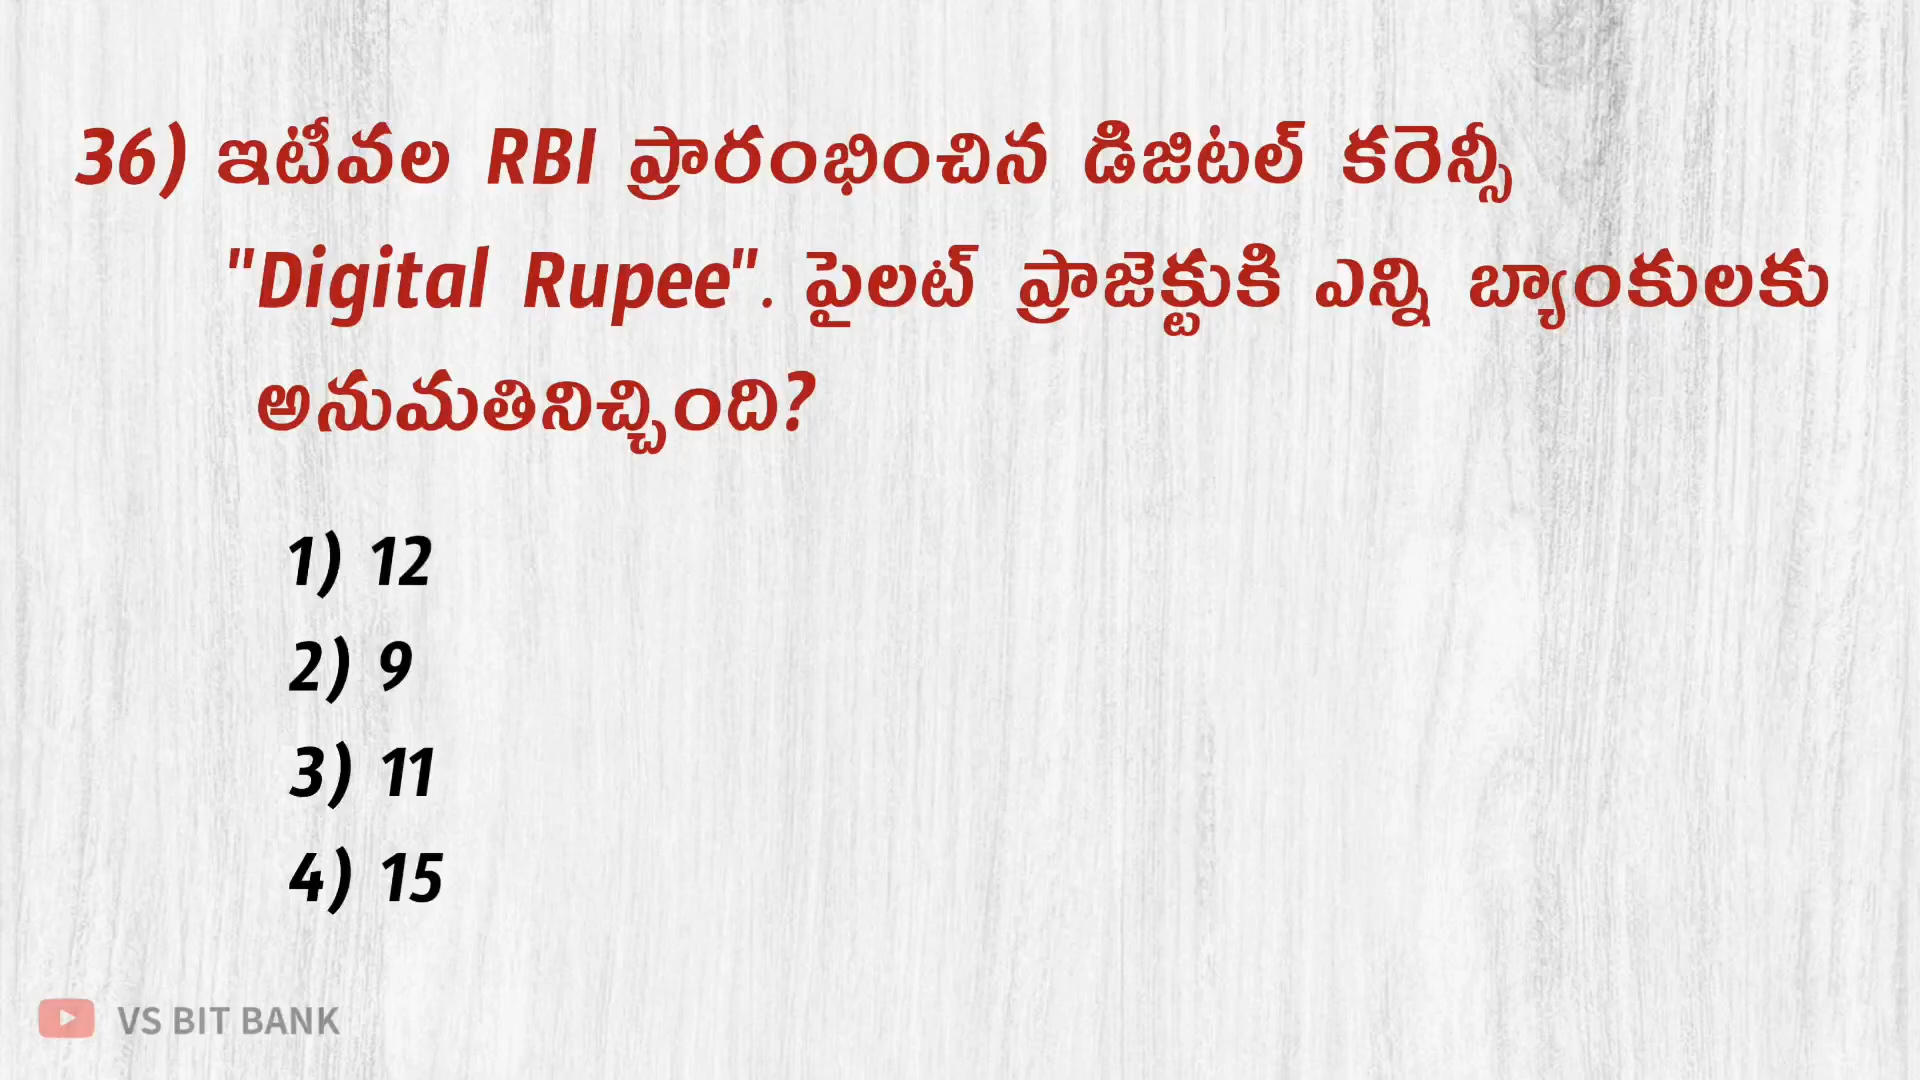 36) ఇటీవల RBI ప్రారంభించిన డిజిటల్ కరెన్సీ
"Digital Rupee". పైలట్ ప్రాజెక్టుకి ఎన్ని బ్యాంకులకు
అనుమతినిచ్చింది?
1) 12
2) 9
3) 11
4) 15
VS BIT BANK